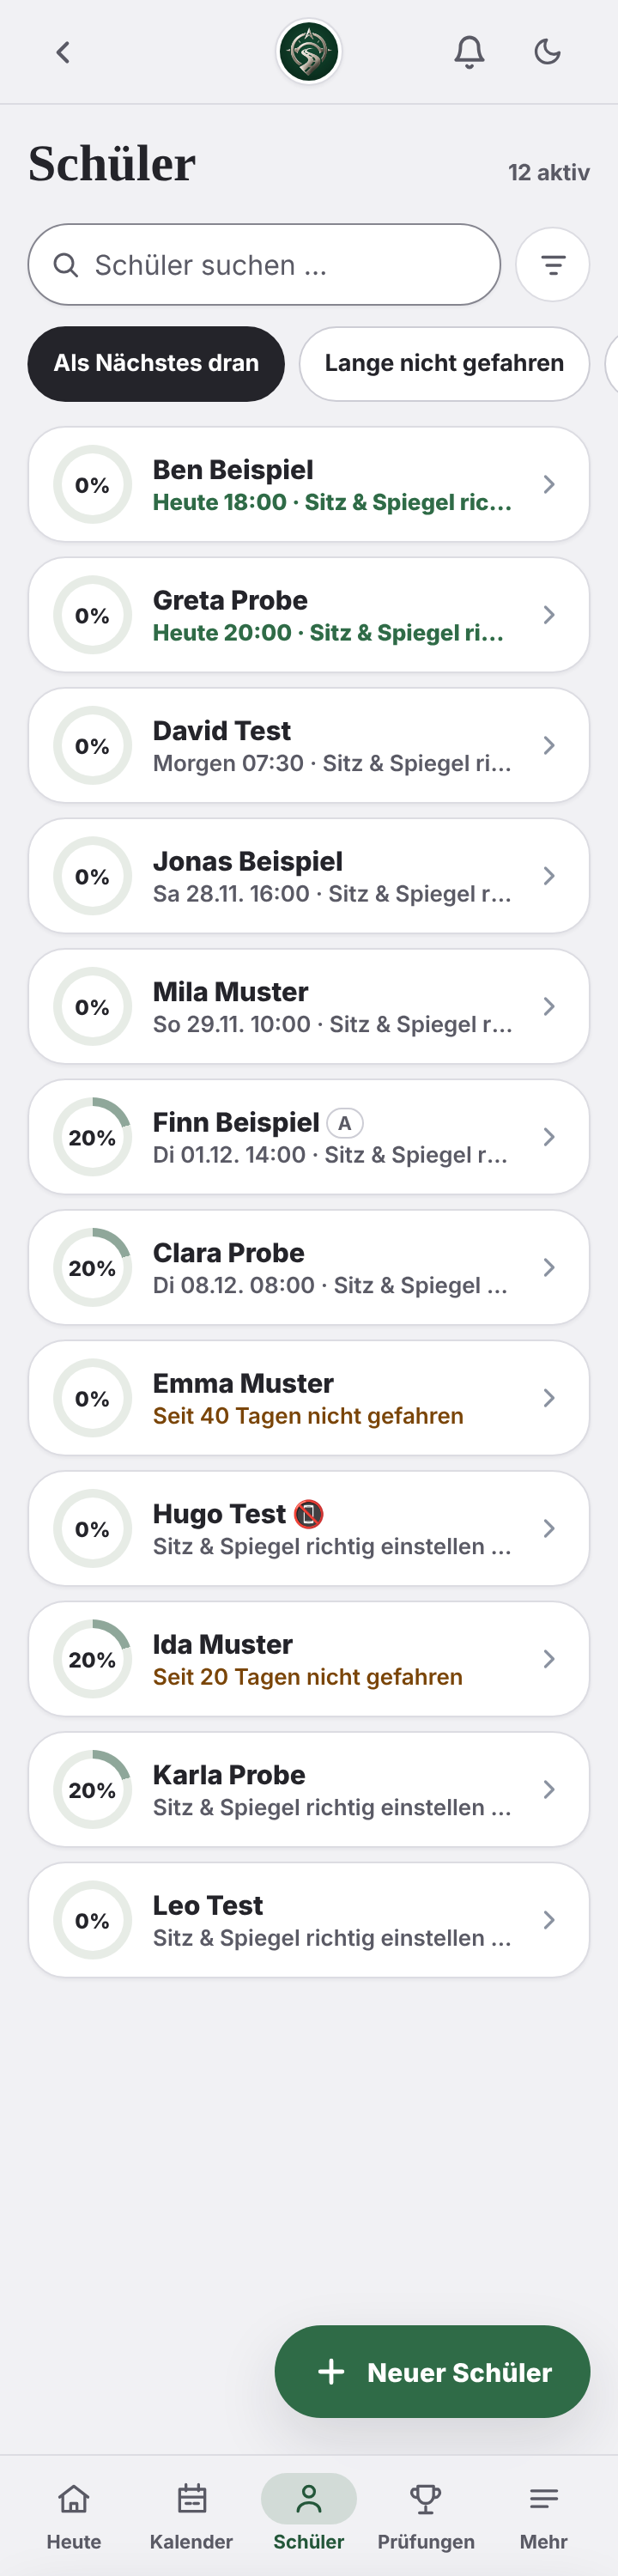 Schüler
12 aktiv
Schüler suchen ...
Als Nächstes dran
Lange nicht gefahren
0%
Ben Beispiel
Heute 18:00 · Sitz & Spiegel ric...
0%
Greta Probe
Heute 20:00 · Sitz & Spiegel ri...
0%
David Test
Morgen 07:30 · Sitz & Spiegel ri...
0%
Jonas Beispiel
Sa 28.11. 16:00 · Sitz & Spiegel r...
0%
Mila Muster
So 29.11. 10:00 · Sitz & Spiegel r...
20%
Finn Beispiel A
Di 01.12. 14:00 · Sitz & Spiegel r...
20%
Clara Probe
Di 08.12. 08:00 · Sitz & Spiegel ...
0%
Emma Muster
Seit 40 Tagen nicht gefahren
0%
Hugo Test 📵
Sitz & Spiegel richtig einstellen ...
20%
Ida Muster
Seit 20 Tagen nicht gefahren
20%
Karla Probe
Sitz & Spiegel richtig einstellen ...
0%
Leo Test
Sitz & Spiegel richtig einstellen ...
+ Neuer Schüler
Heute
Kalender
Schüler
Prüfungen
Mehr